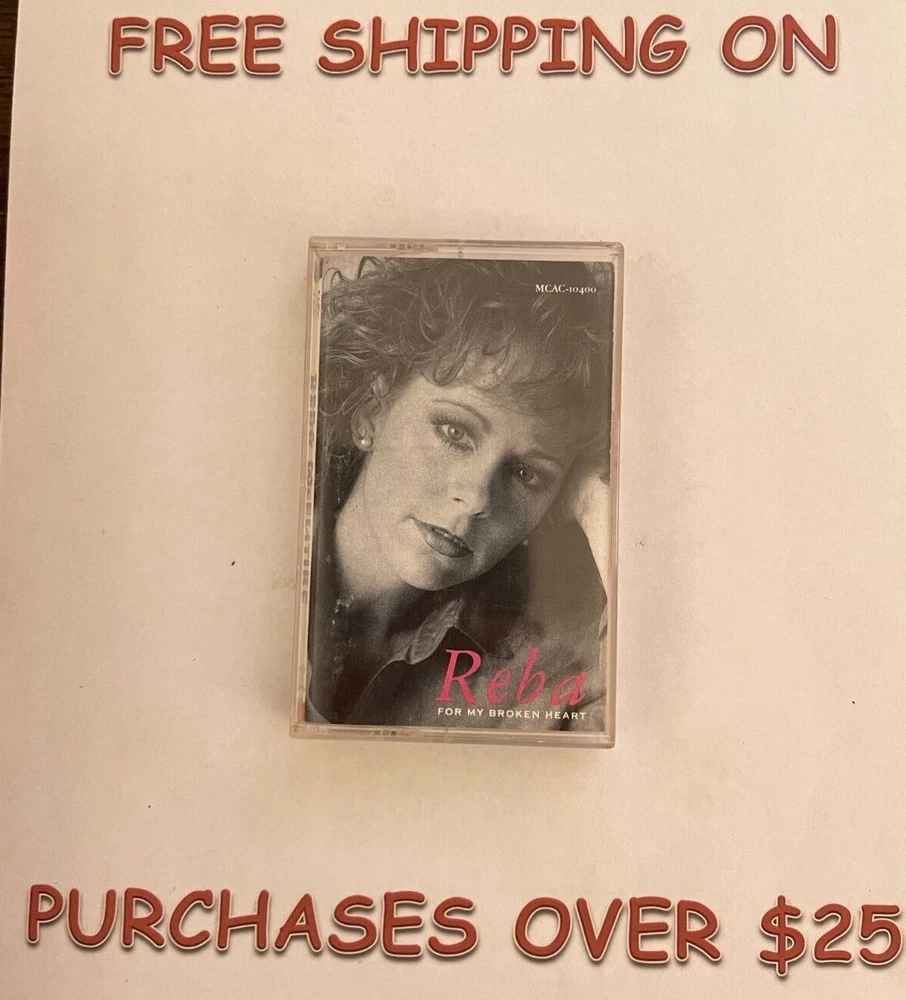 FREE SHIPPING ON
MCAC-10400
Reba
FOR MY BROKEN HEART
PURCHASES OVER $25